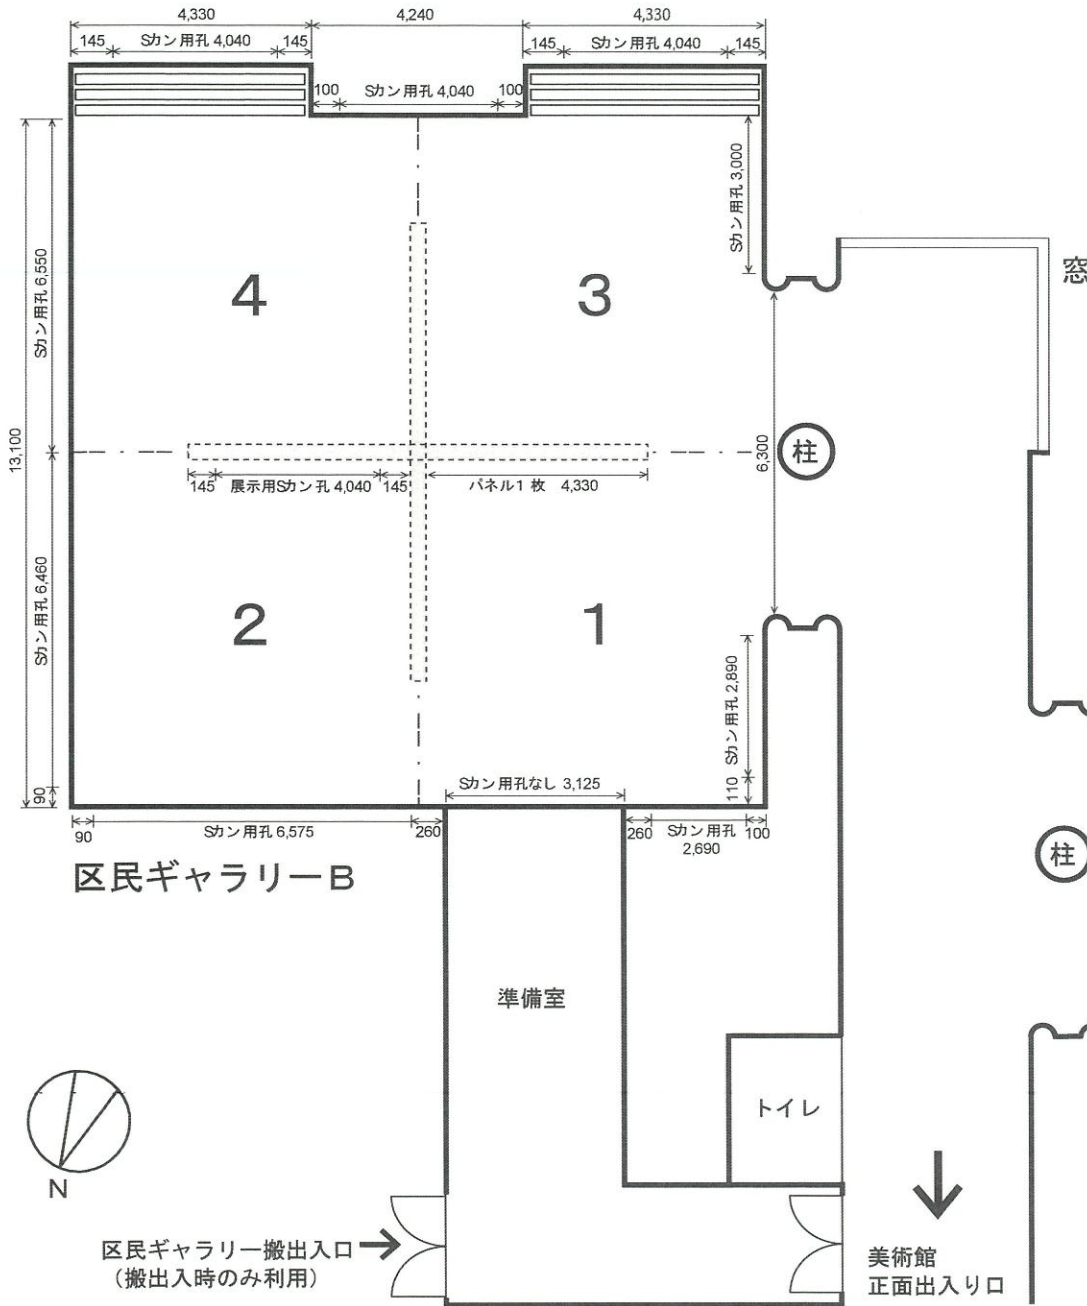 4,330
4,240
4,330
145
Sカン用孔 4,040
145
145
Sカン用孔 4,040
145
100
Sカン用孔 4,040
100
Sカン用孔 3,000
Sカン用孔 6,550
13,100
4
3
窓
柱
6,300
145
展示用Sカン孔 4,040
145
パネル1枚 4,330
Sカン用孔 6,460
2
1
Sカン用孔 2,890
110
90
Sカン用孔なし 3,125
90
Sカン用孔 6,575
260
260
Sカン用孔
2,690
100
区民ギャラリーB
柱
準備室
トイレ
N
区民ギャラリー搬出入口
（搬出入時のみ利用）
美術館
正面出入り口